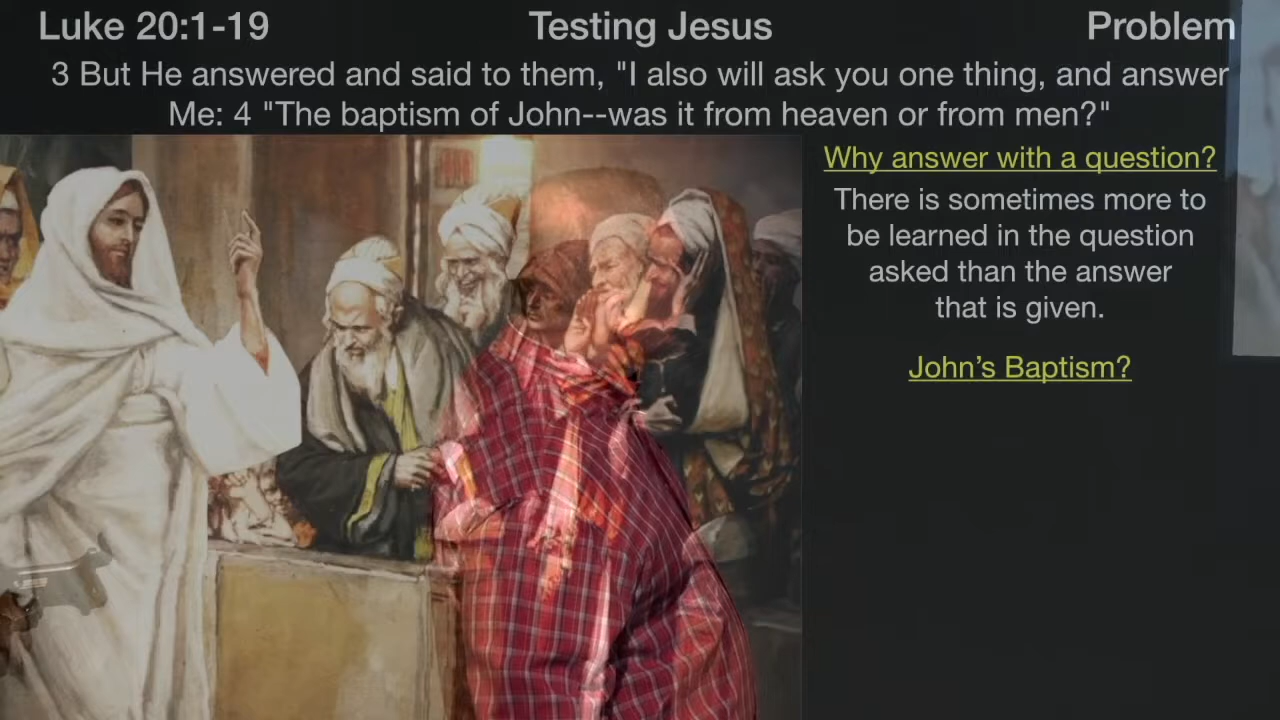 Luke 20:1-19 Testing Jesus Problem
3 But He answered and said to them, "I also will ask you one thing, and answer
Me: 4 "The baptism of John--was it from heaven or from men?"
Why answer with a question?
There is sometimes more to
be learned in the question
asked than the answer
that is given.
John’s Baptism?